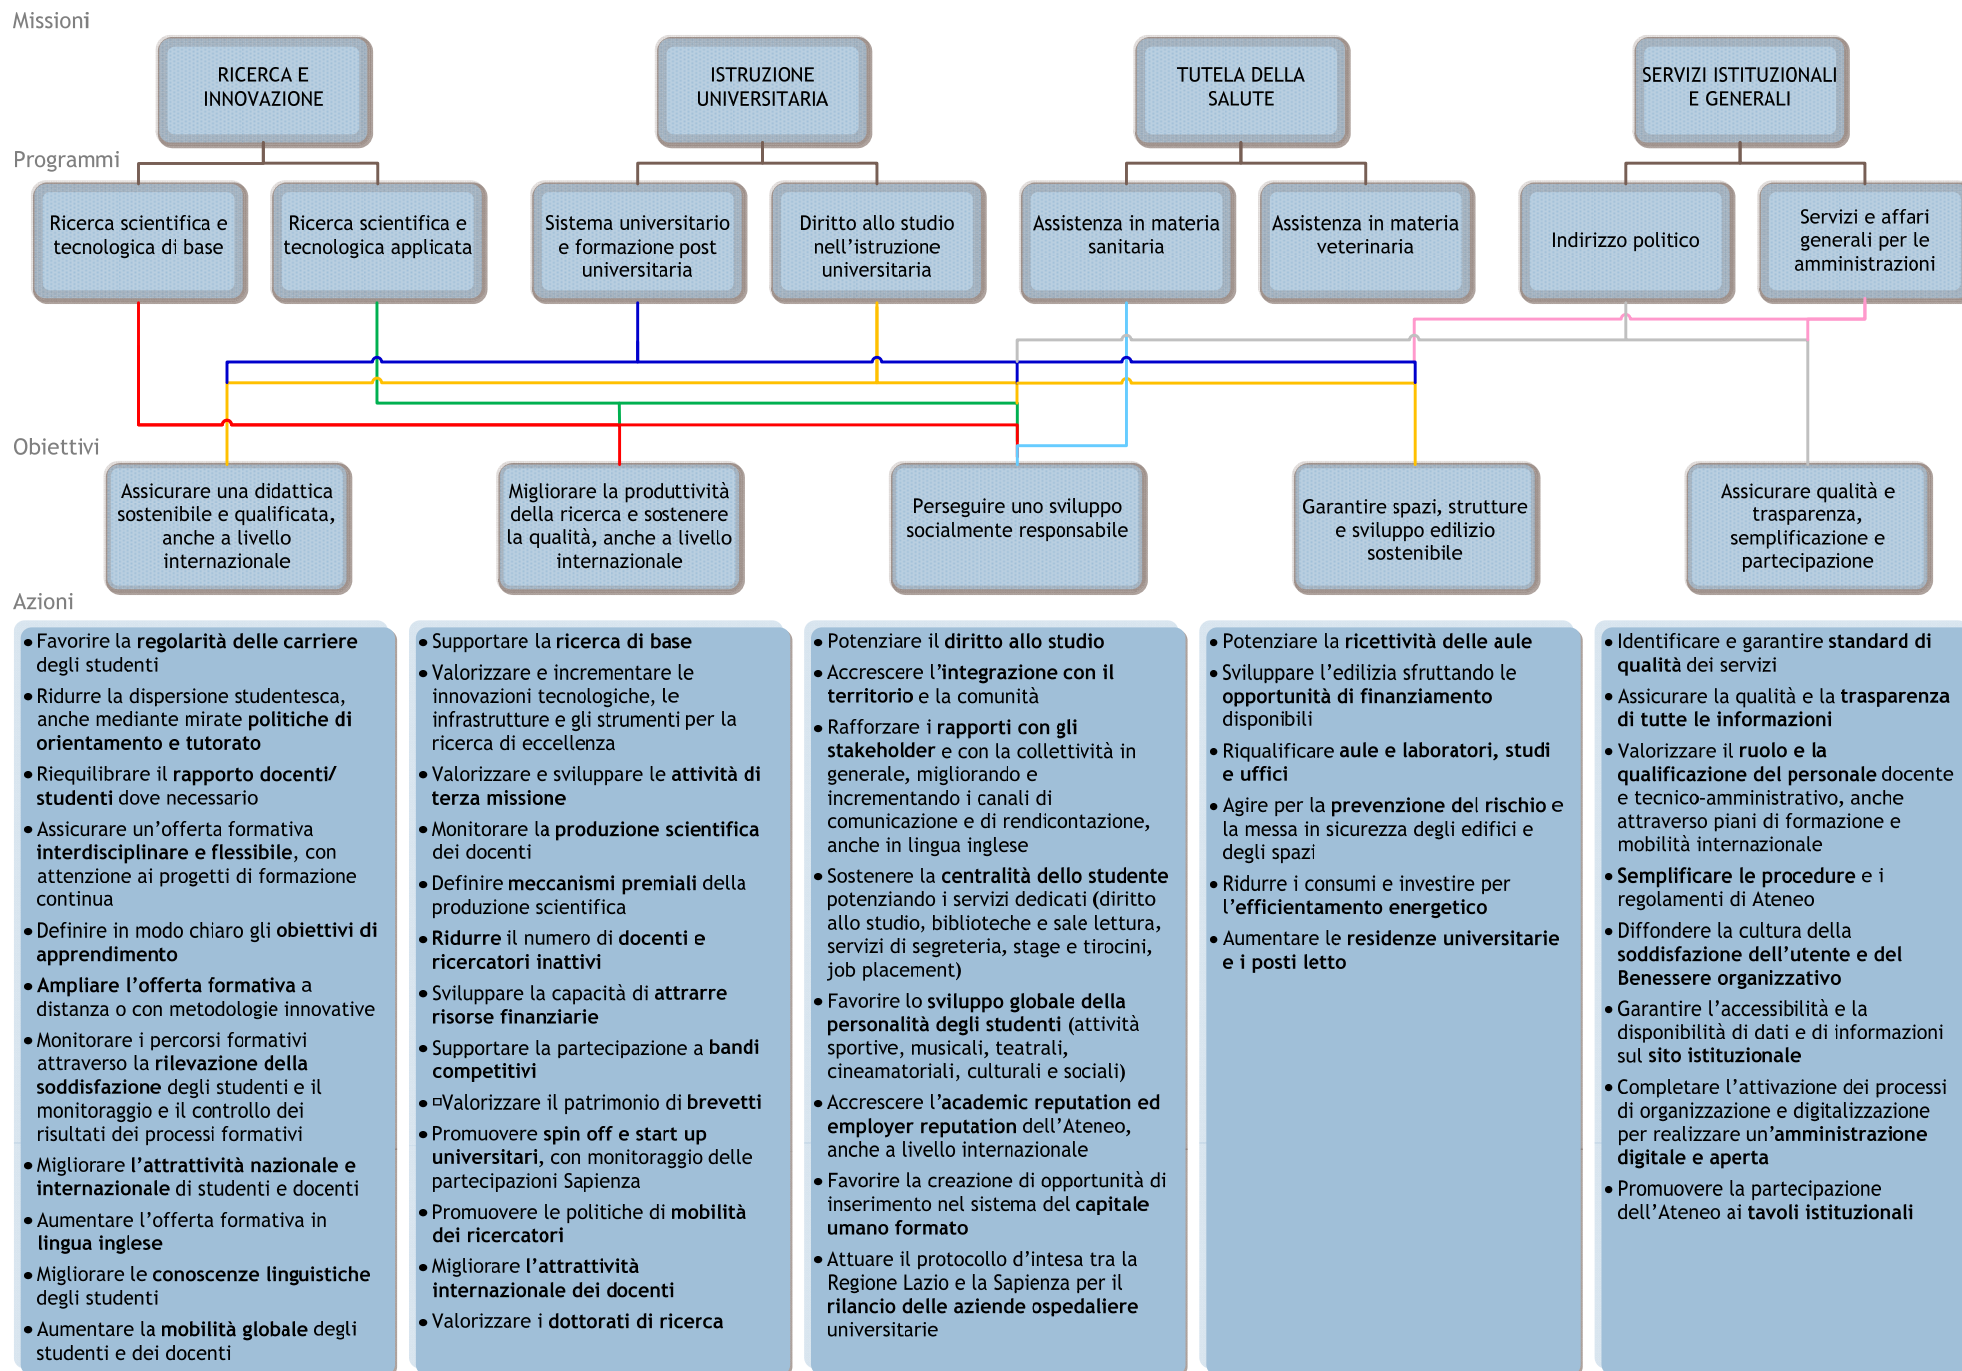 Missioni
RICERCA E
INNOVAZIONE
ISTRUZIONE
UNIVERSITARIA
TUTELA DELLA
SALUTE
SERVIZI ISTITUZIONALI
E GENERALI
Programmi
Ricerca scientifica e
tecnologica di base
Ricerca scientifica e
tecnologica applicata
Sistema universitario
e formazione post
universitaria
Diritto allo studio
nell’istruzione
universitaria
Assistenza in materia
sanitaria
Assistenza in materia
veterinaria
Indirizzo politico
Servizi e affari
generali per le
amministrazioni
Obiettivi
Assicurare una didattica
sostenibile e qualificata,
anche a livello
internazionale
Migliorare la produttività
della ricerca e sostenere
la qualità, anche a livello
internazionale
Perseguire uno sviluppo
socialmente responsabile
Garantire spazi, strutture
e sviluppo edilizio
sostenibile
Assicurare qualità e
trasparenza,
semplificazione e
partecipazione
Azioni
• Favorire la regolarità delle carriere
degli studenti
• Ridurre la dispersione studentesca,
anche mediante mirate politiche di
orientamento e tutorato
• Riequilibrare il rapporto docenti/
studenti dove necessario
• Assicurare un’offerta formativa
interdisciplinare e flessibile, con
attenzione ai progetti di formazione
continua
• Definire in modo chiaro gli obiettivi di
apprendimento
• Ampliare l’offerta formativa a
distanza o con metodologie innovative
• Monitorare i percorsi formativi
attraverso la rilevazione della
soddisfazione degli studenti e il
monitoraggio e il controllo dei
risultati dei processi formativi
• Migliorare l’attrattività nazionale e
internazionale di studenti e docenti
• Aumentare l’offerta formativa in
lingua inglese
• Migliorare le conoscenze linguistiche
degli studenti
• Aumentare la mobilità globale degli
studenti e dei docenti
• Supportare la ricerca di base
• Valorizzare e incrementare le
innovazioni tecnologiche, le
infrastrutture e gli strumenti per la
ricerca di eccellenza
• Valorizzare e sviluppare le attività di
terza missione
• Monitorare la produzione scientifica
dei docenti
• Definire meccanismi premiali della
produzione scientifica
• Ridurre il numero di docenti e
ricercatori inattivi
• Sviluppare la capacità di attrarre
risorse finanziarie
• Supportare la partecipazione a bandi
competitivi
• Valorizzare il patrimonio di brevetti
• Promuovere spin off e start up
universitari, con monitoraggio delle
partecipazioni Sapienza
• Promuovere le politiche di mobilità
dei ricercatori
• Migliorare l’attrattività
internazionale dei docenti
• Valorizzare i dottorati di ricerca
• Potenziare il diritto allo studio
• Accrescere l’integrazione con il
territorio e la comunità
• Rafforzare i rapporti con gli
stakeholder e con la collettività in
generale, migliorando e
incrementando i canali di
comunicazione e di rendicontazione,
anche in lingua inglese
• Sostenere la centralità dello studente
potenziando i servizi dedicati (diritto
allo studio, biblioteche e sale lettura,
servizi di segreteria, stage e tirocini,
job placement)
• Favorire lo sviluppo globale della
personalità degli studenti (attività
sportive, musicali, teatrali,
cineamatoriali, culturali e sociali)
• Accrescere l’academic reputation ed
employer reputation dell’Ateneo,
anche a livello internazionale
• Favorire la creazione di opportunità di
inserimento nel sistema del capitale
umano formato
• Attuare il protocollo d’intesa tra la
Regione Lazio e la Sapienza per il
rilancio delle aziende ospedaliere
universitarie
• Potenziare la ricettività delle aule
• Sviluppare l’edilizia sfruttando le
opportunità di finanziamento
disponibili
• Riqualificare aule e laboratori, studi
e uffici
• Agire per la prevenzione del rischio e
la messa in sicurezza degli edifici e
degli spazi
• Ridurre i consumi e investire per
l’efficientamento energetico
• Aumentare le residenze universitarie
e i posti letto
• Identificare e garantire standard di
qualità dei servizi
• Assicurare la qualità e la trasparenza
di tutte le informazioni
• Valorizzare il ruolo e la
qualificazione del personale docente
e tecnico-amministrativo, anche
attraverso piani di formazione e
mobilità internazionale
• Semplificare le procedure e i
regolamenti di Ateneo
• Diffondere la cultura della
soddisfazione dell’utente e del
Benessere organizzativo
• Garantire l’accessibilità e la
disponibilità di dati e di informazioni
sul sito istituzionale
• Completare l’attivazione dei processi
di organizzazione e digitalizzazione
per realizzare un’amministrazione
digitale e aperta
• Promuovere la partecipazione
dell’Ateneo ai tavoli istituzionali